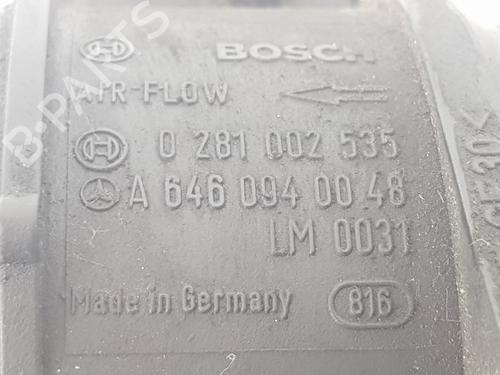 BOSCH
AIR-FLOW
0 281 002 535
A 646 094 00 48
LM 0031
Made in Germany
816
B-PARTS